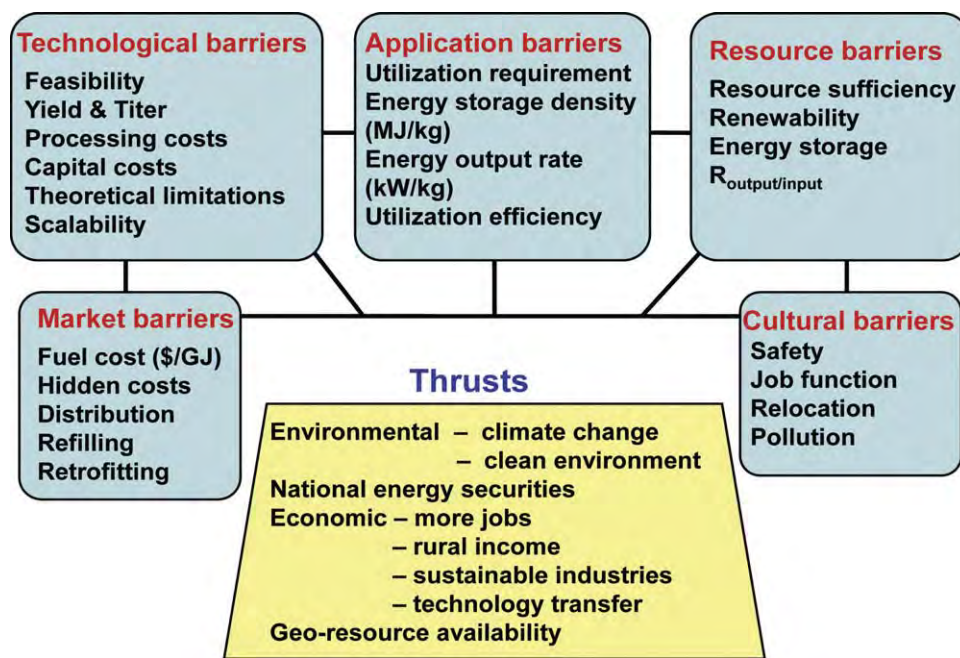 Technological barriers
Feasibility
Yield & Titer
Processing costs
Capital costs
Theoretical limitations
Scalability
Application barriers
Utilization requirement
Energy storage density
(MJ/kg)
Energy output rate
(kW/kg)
Utilization efficiency
Resource barriers
Resource sufficiency
Renewability
Energy storage
Routput/input
Market barriers
Fuel cost ($/GJ)
Hidden costs
Distribution
Refilling
Retrofitting
Cultural barriers
Safety
Job function
Relocation
Pollution
Thrusts
Environmental – climate change
– clean environment
National energy securities
Economic – more jobs
– rural income
– sustainable industries
– technology transfer
Geo-resource availability